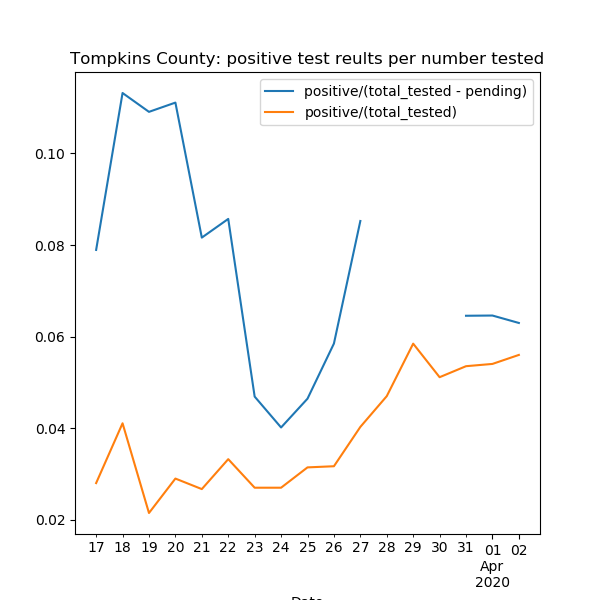 Tompkins County: positive test reults per number tested
positive/(total_tested - pending)
positive/(total_tested)
0.10
0.08
0.06
0.04
0.02
17 18 19 20 21 22 23 24 25 26 27 28 29 30 31 01 02
Apr
2020
Date